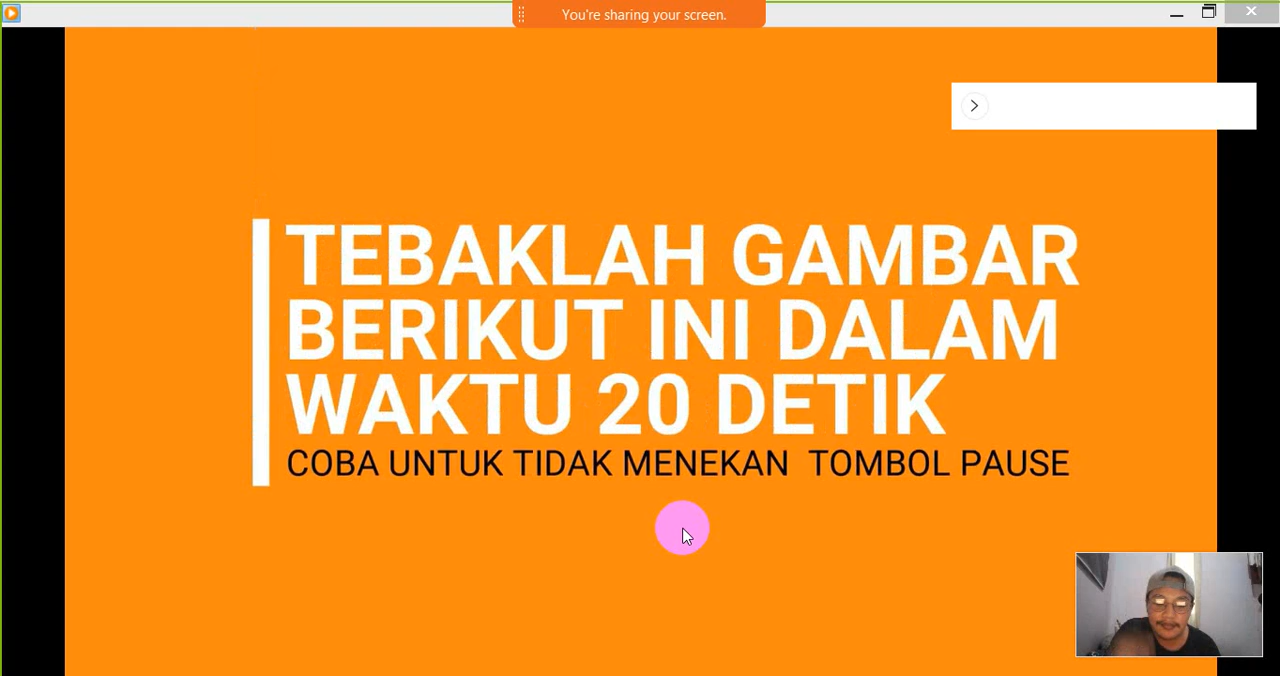 You're sharing your screen.
TEBAKLAH GAMBAR
BERIKUT INI DALAM
WAKTU 20 DETIK
COBA UNTUK TIDAK MENEKAN TOMBOL PAUSE